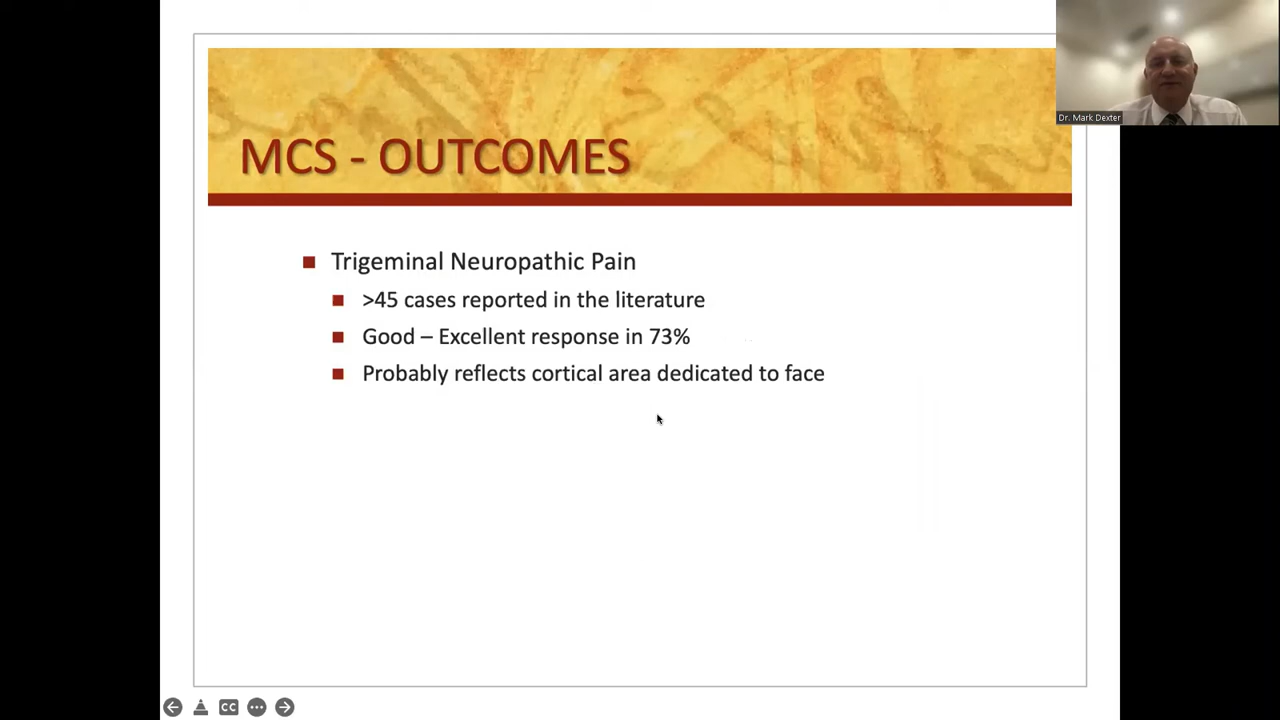 Dr. Mark Dexter
MCS - OUTCOMES
Trigeminal Neuropathic Pain
>45 cases reported in the literature
Good – Excellent response in 73%
Probably reflects cortical area dedicated to face
CC